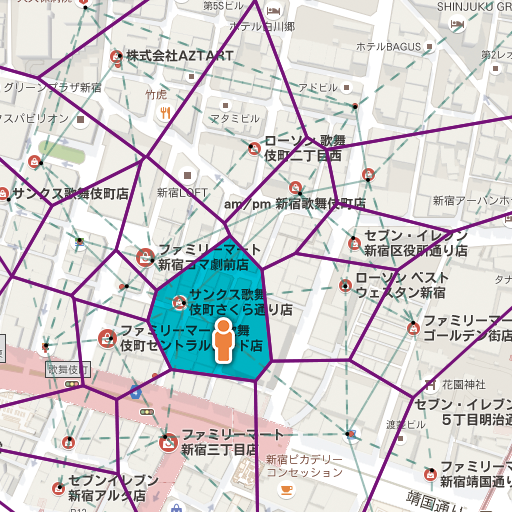 第5Sビル
SHINJUKU GR
ホテル白川郷
株式会社AZTART
ホテルBAGUS
第2レオ
グリーンプラザ新宿
竹虎
アドビル
スパビリオン
マタミビル
ローソン 歌舞
伎町二丁目西
サンクス歌舞伎町店
新宿LOFT
am/pm 新宿歌舞伎町店
新宿アーバンホ
セブン - イレブン
新宿区役所通り店
ファミリーマート
新宿コマ劇前店
タナ
ローソン ベスト
ウェスタン新宿
サンクス歌舞
伎町さくら通り店
ファミリーマート歌舞
伎町セントラルロード店
ファミリーマー
ゴールデン街店
歌舞伎町
花園神社
セブン - イレブ
5丁目明治通
ファミリーマート
新宿三丁目店
新宿ピカデリー
コンセッション
セブンイレブン
新宿アルタ店
ファミリーマ
新宿靖国通り
靖国通り